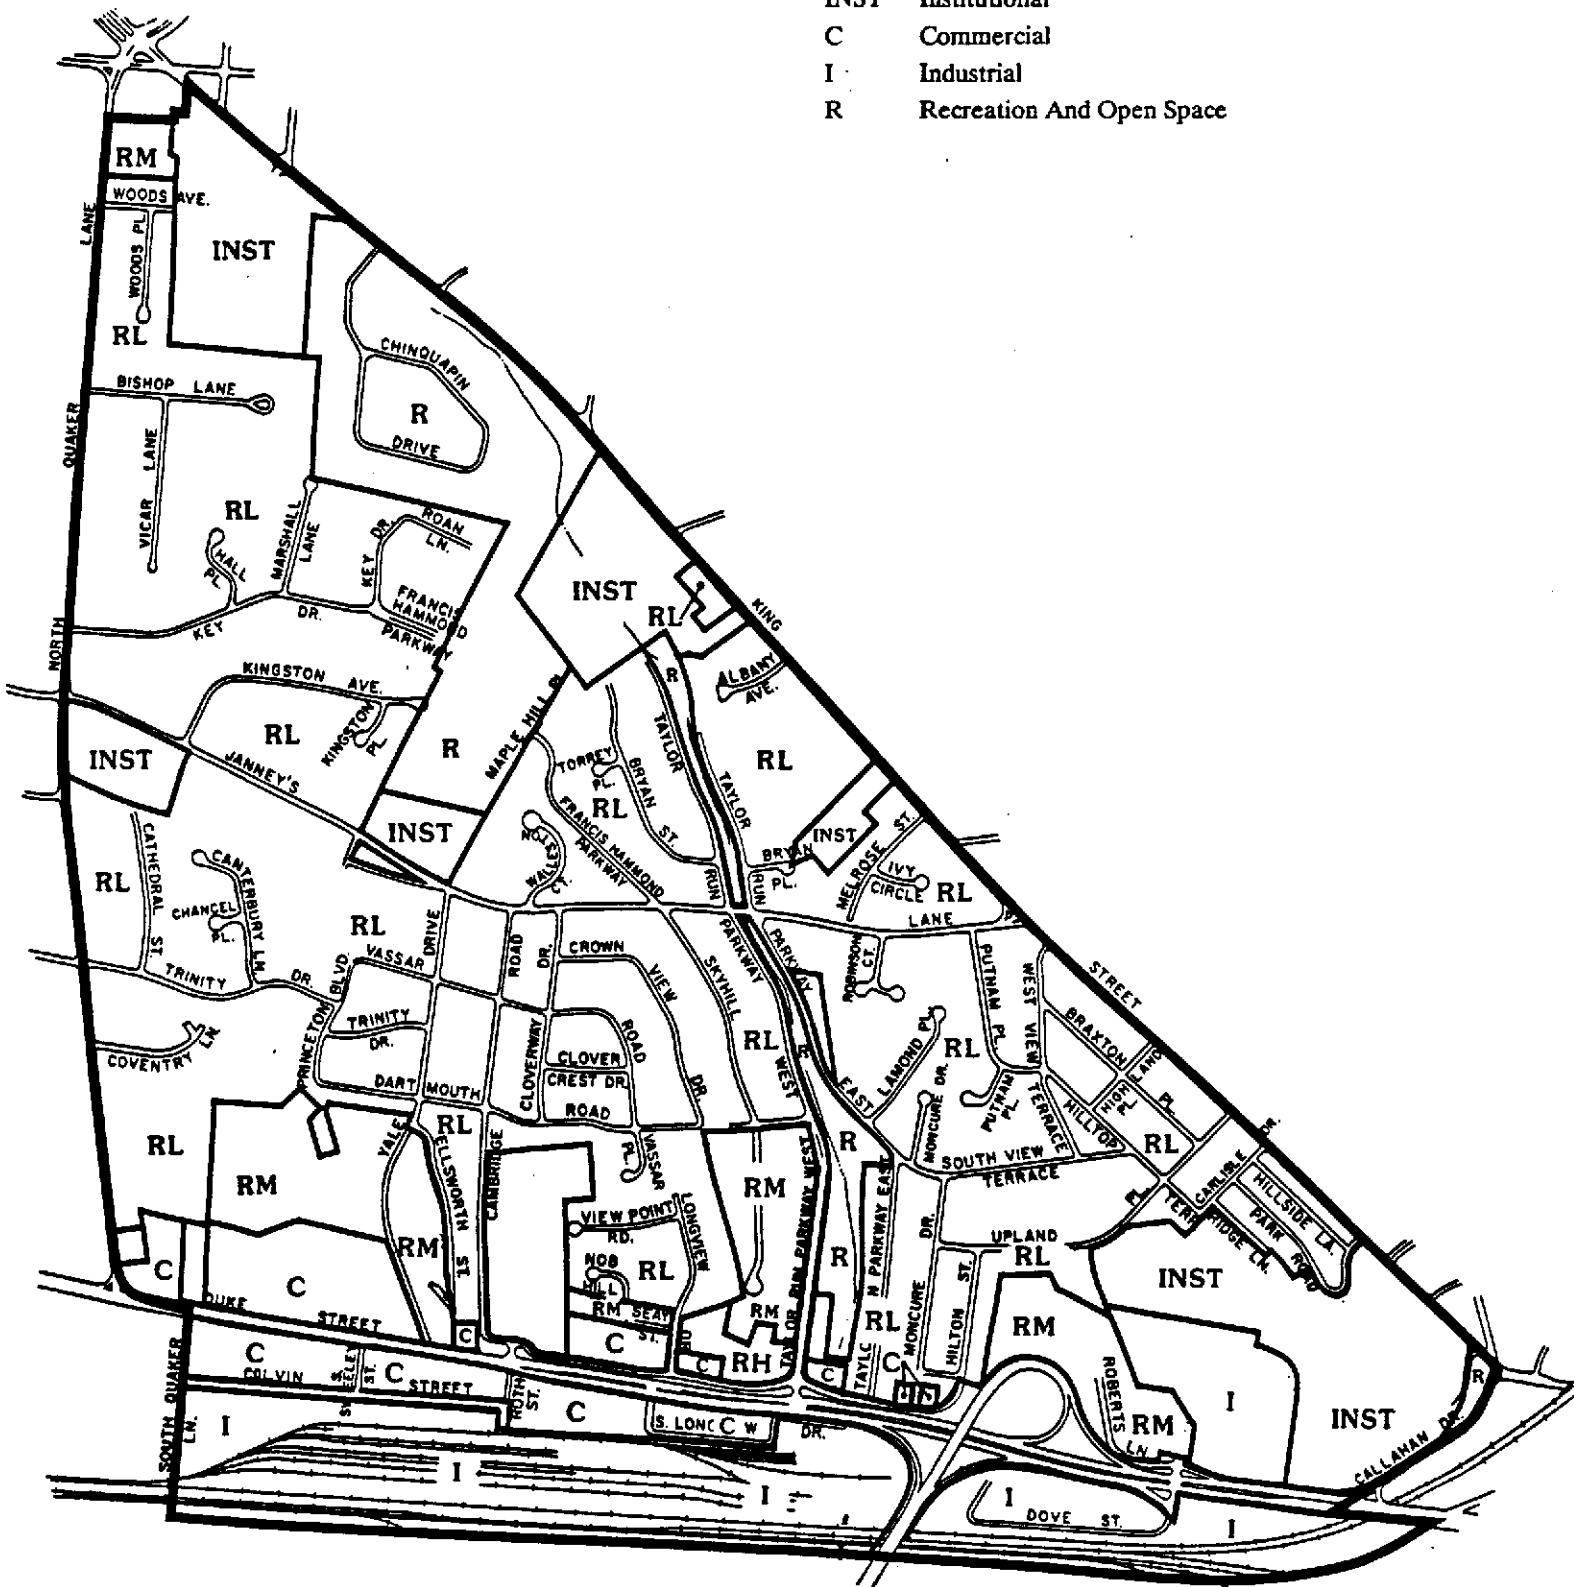 INST Institutional
C Commercial
I Industrial
R Recreation And Open Space
RM
WOODS AVE.
LANE
WOODS PL.
INST
RL
CHINQUAPIN
BISHOP LANE
R
DRIVE
QUAKER
VICAR LANE
RL
MARSHALL LANE
ROAN LN.
KEY DR.
HALL PL.
FRANCIS HAMMOND PARKWAY
KEY DR.
INST
RL
KING
NORTH
KINGSTON AVE.
R
ALBANY AVE.
MAPLE HILL PL.
TAYLOR
KINGSTON PL.
RL
R
INST
JANNEY'S
TORREY PL.
BRYAN ST.
RL
TAYLOR
RL
FRANCIS HAMMOND PARKWAY
INST
INST
CATHEDRAL ST.
CANTERBURY LN.
WALLESTON CT.
BRYAN PL.
MELROSE ST.
IVY CIRCLE
RL
RL
RUN
RUN
CHANCEL PL.
RL
DRIVE
LANE
VASSAR
ROAD
DR.
CROWN
VIEW
PARKWAY
PARKWAY
ROBINSON CT.
PUTNAM PL.
WEST VIEW
STREET
TRINITY DR.
BLVD.
SKYHILL
TRINITY DR.
PRINCETON
CLOVERWAY
ROAD
RL
R
LAMOND PL.
RL
BRAXTON PL.
HIGHLAND PL.
COVENTRY LN.
CLOVER
CREST DR.
DARTMOUTH
ROAD
DR.
WEST
EAST
MONCURE DR.
PUTNAM PL.
TERRACE
HILLTOP
RL
RL
YALE
RL
ELLSWORTH ST.
CAMBRIDGE
VASSAR PL.
R
SOUTH VIEW
TERRACE
DR.
CARLISLE
HILLSIDE LA.
RM
RM
VIEW POINT RD.
LONGVIEW
TAYLOR RUN PARKWAY WEST
N PARKWAY EAST
PL.
TERR.
RIDGE LN.
PARK ROAD
RM
NOB HILL
RL
R
DR.
UPLAND
RL
INST
C
C
RM SEAY ST.
RM
RL
MONCURE
HILTON ST.
RM
DUKE
STREET
C
C
RH
C
C
TAYLO
C
C
COLVIN
SWEELEY ST.
C
STREET
ROTH ST.
C
S. LONG C W
DR.
ROBERTS LN.
RM
I
INST
R
SOUTH QUAKER LN.
I
CALLAHAN DR.
I
I
I
DOVE ST.
I